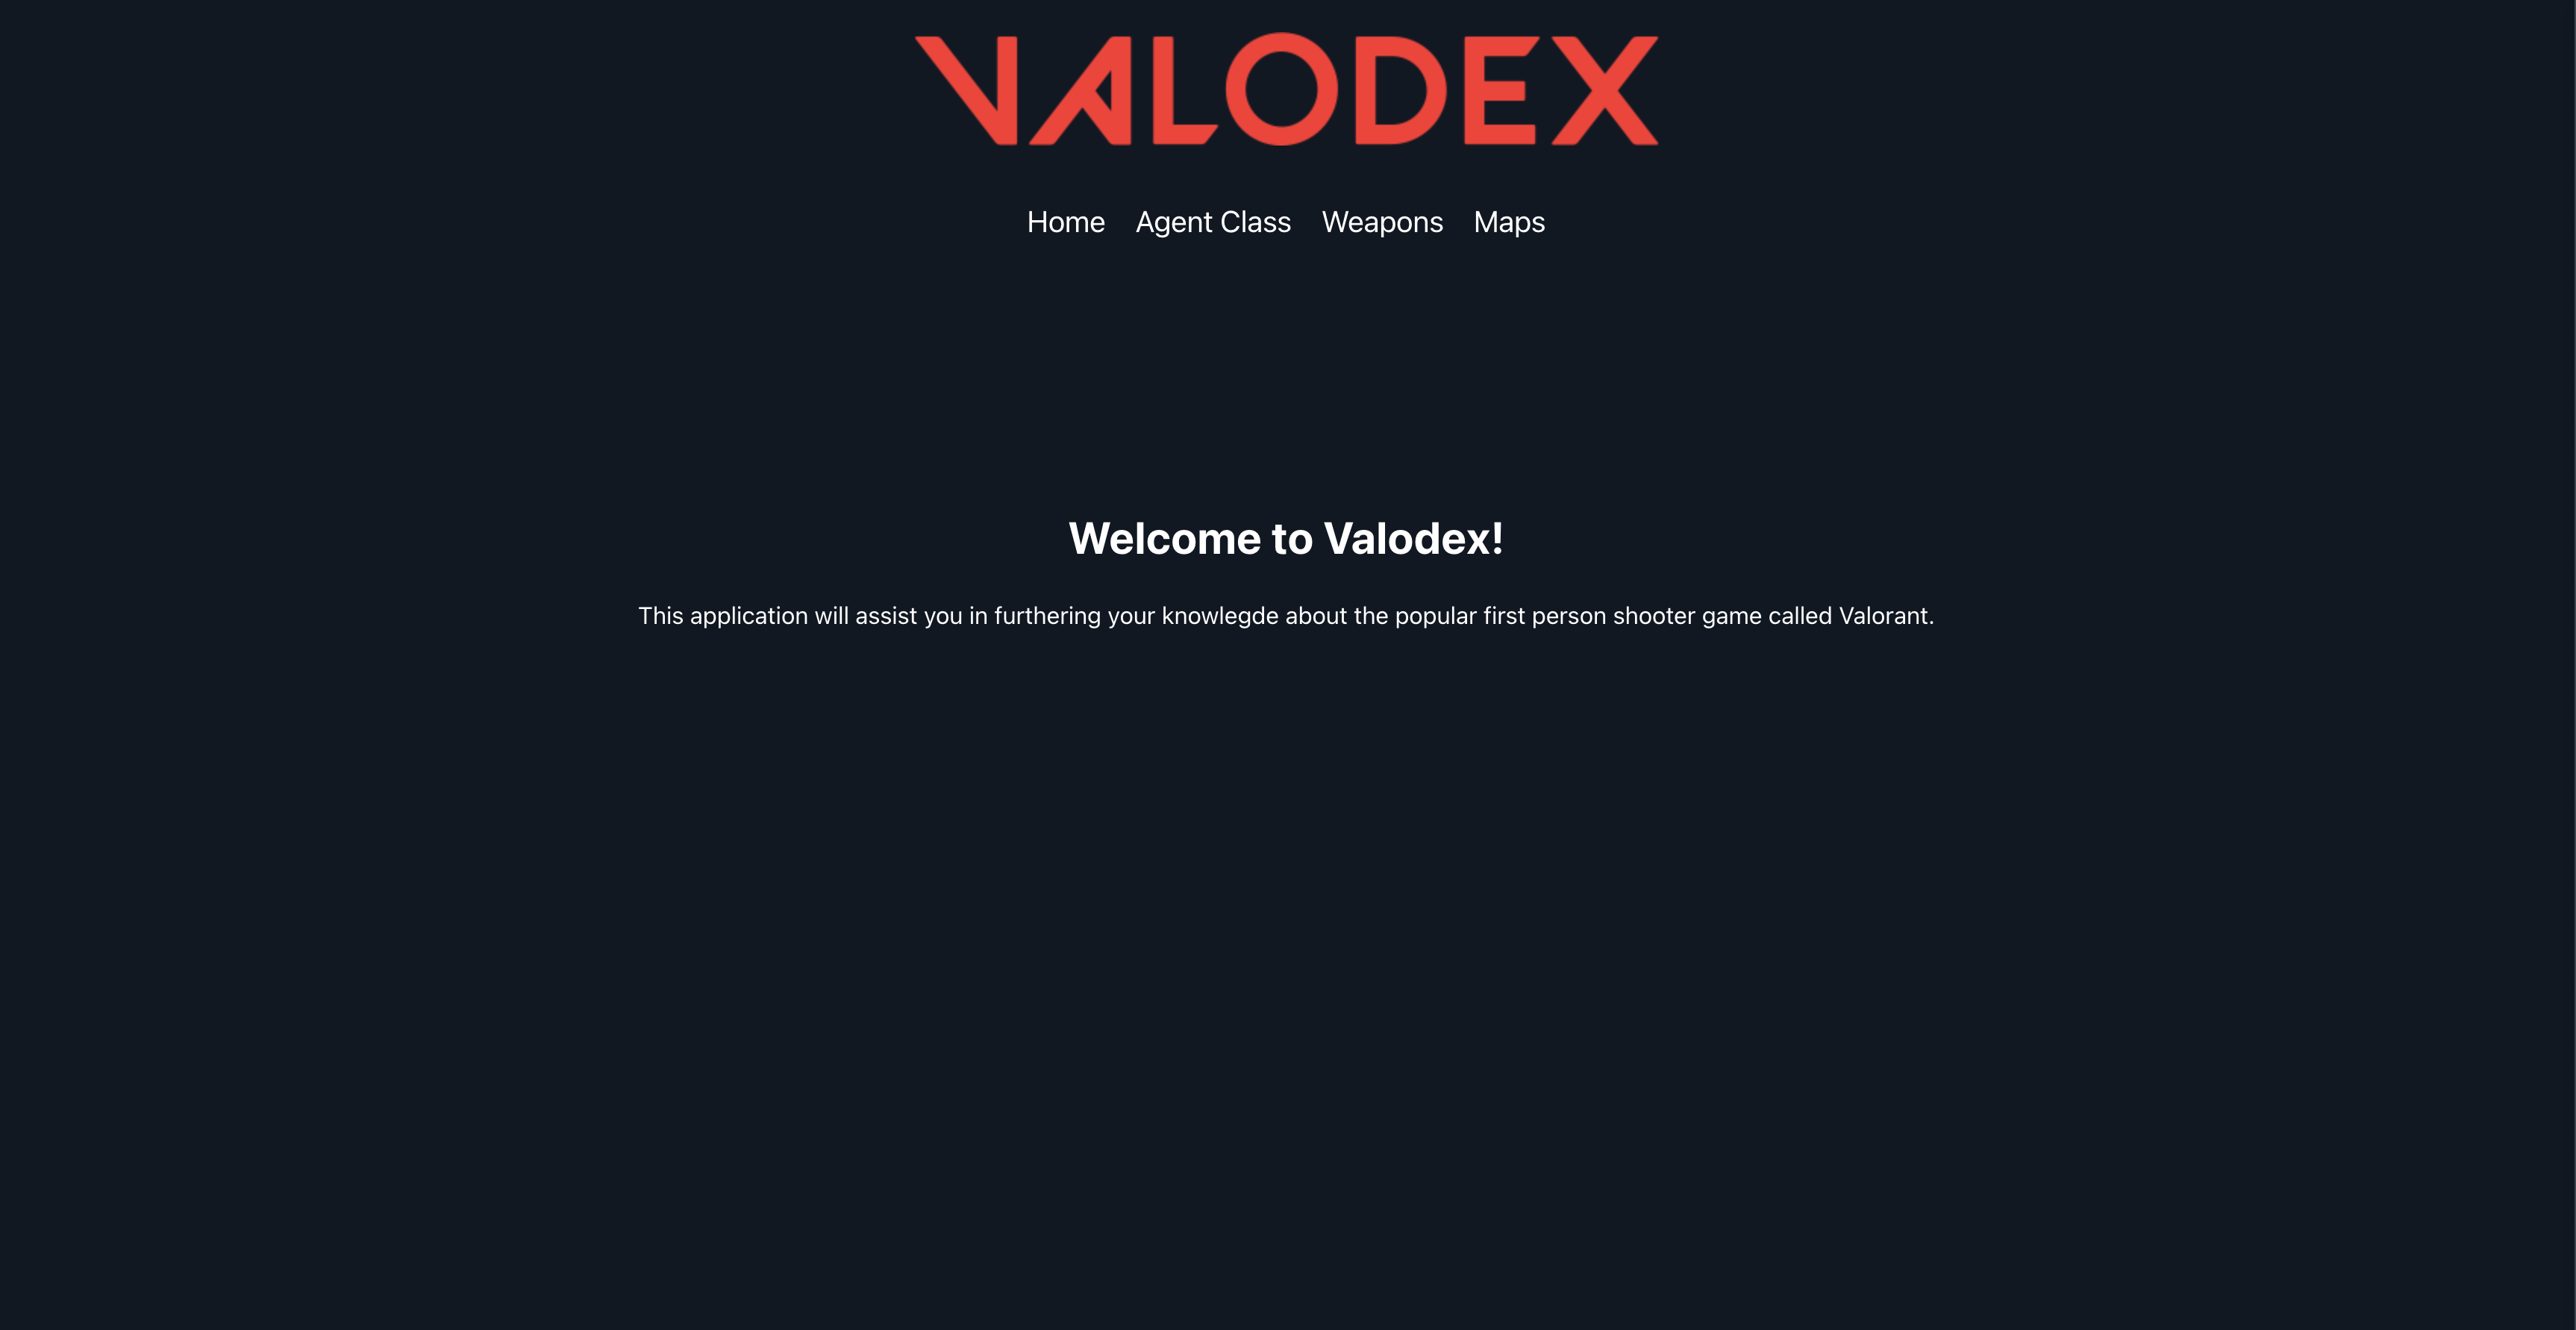 VALODEX
Home Agent Class Weapons Maps
Welcome to Valodex!
This application will assist you in furthering your knowlegde about the popular first person shooter game called Valorant.